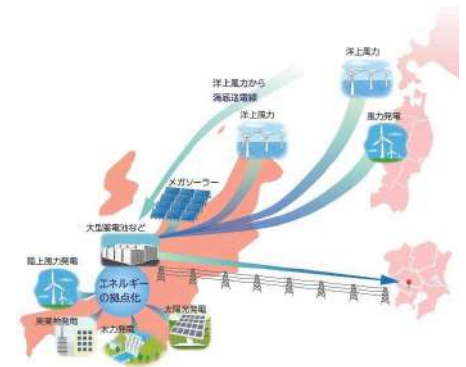 洋上風力
洋上風力から
海底送電線
洋上風力
風力発電
メガソーラー
大型蓄電池など
陸上風力発電
エネルギー
の拠点化
太陽光発電
廃棄物発電
水力発電